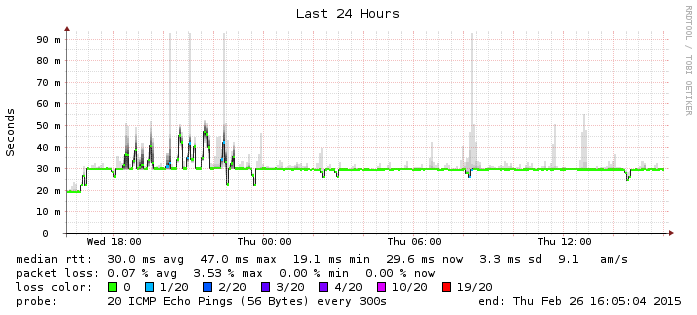 Last 24 Hours
RRDTOOL / TOBI OETIKER
Seconds
90 m
80 m
70 m
60 m
50 m
40 m
30 m
20 m
10 m
0
Wed 18:00 Thu 00:00 Thu 06:00 Thu 12:00
median rtt: 30.0 ms avg 47.0 ms max 19.1 ms min 29.6 ms now 3.3 ms sd 9.1 am/s
packet loss: 0.07 % avg 3.53 % max 0.00 % min 0.00 % now
loss color: 0 1/20 2/20 3/20 4/20 10/20 19/20
probe: 20 ICMP Echo Pings (56 Bytes) every 300s end: Thu Feb 26 16:05:04 2015